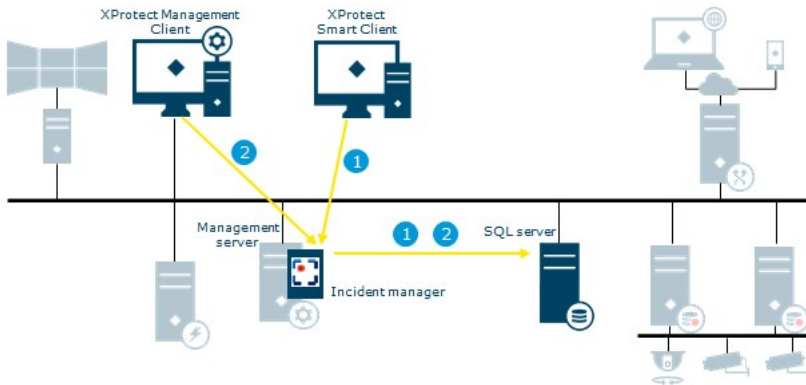 XProtect Management
Client
XProtect
Smart Client
2
1
Management
server
1 2
SQL server
Incident manager